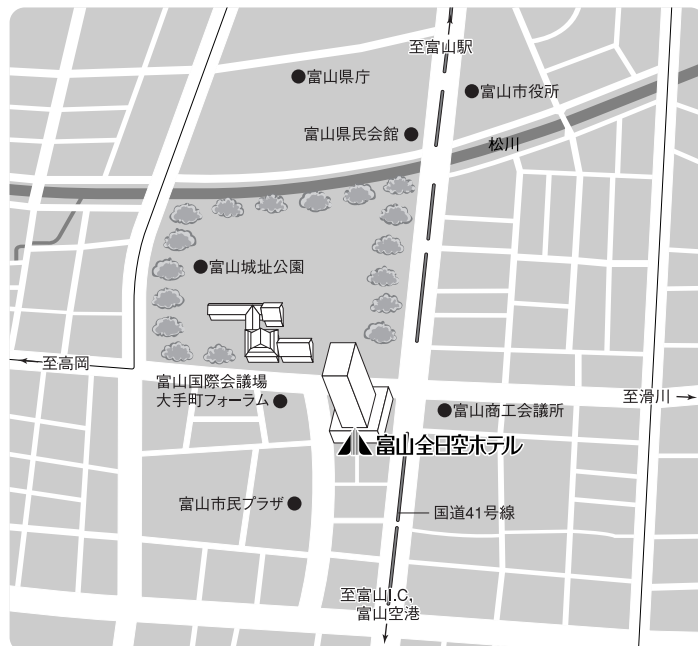 至富山駅
富山県庁
富山市役所
富山県民会館
松川
富山城址公園
至高岡
富山国際会議場
大手町フォーラム
至滑川
富山商工会議所
富山全日空ホテル
富山市民プラザ
国道41号線
至富山I.C,
富山空港